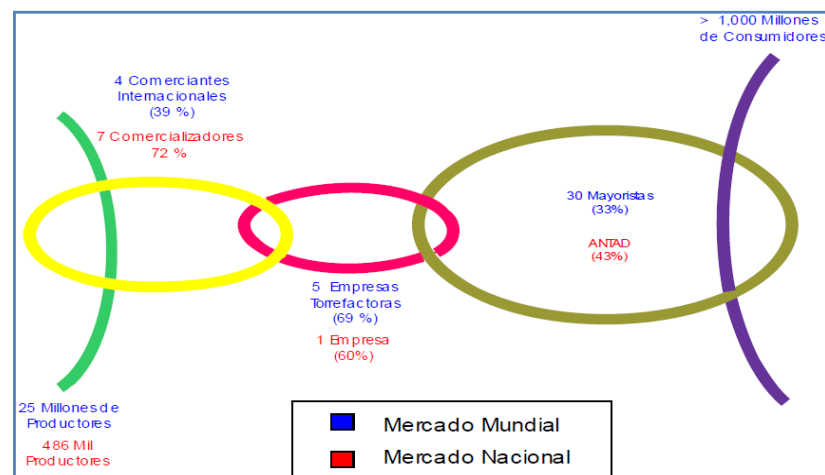 > 1,000 Millones
de Consumidores
4 Comerciantes
Internacionales
(39 %)
7 Comercializadores
72 %
30 Mayoristas
(33%)
ANTAD
(43%)
5 Empresas
Torrefactoras
(69 %)
1 Empresa
(60%)
25 Millones de
Productores
486 Mil
Productores
Mercado Mundial
Mercado Nacional